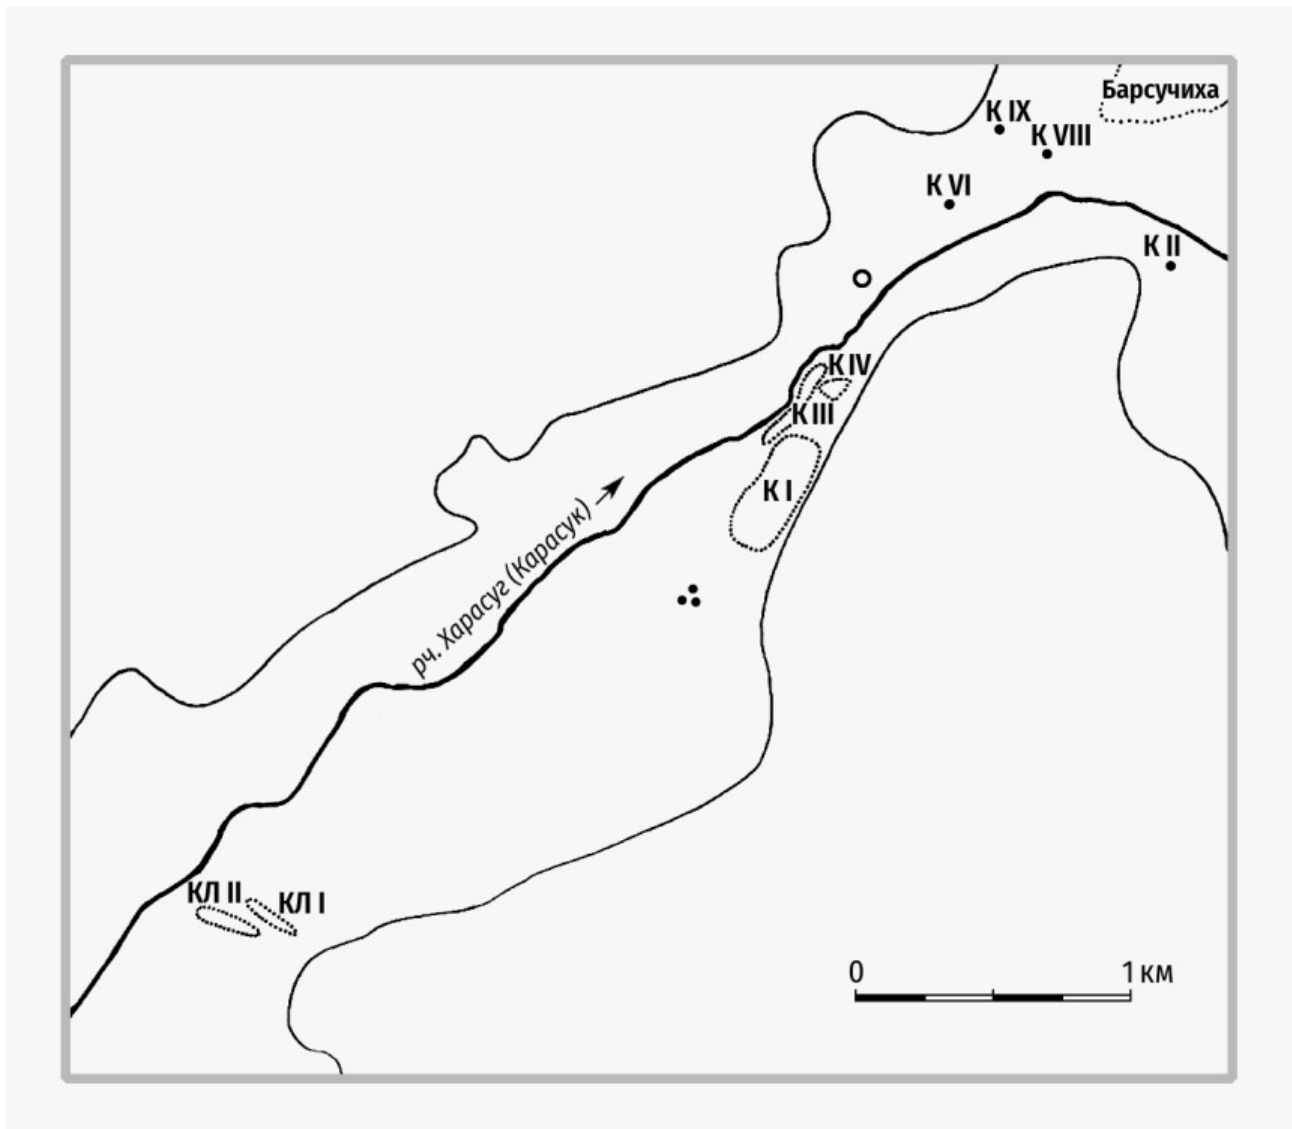 Барсучиха
К IX
К VIII
К VI
К II
К IV
К III
К I
рч. Харасуг (Карасук)
КЛ II
КЛ I
0
1 км